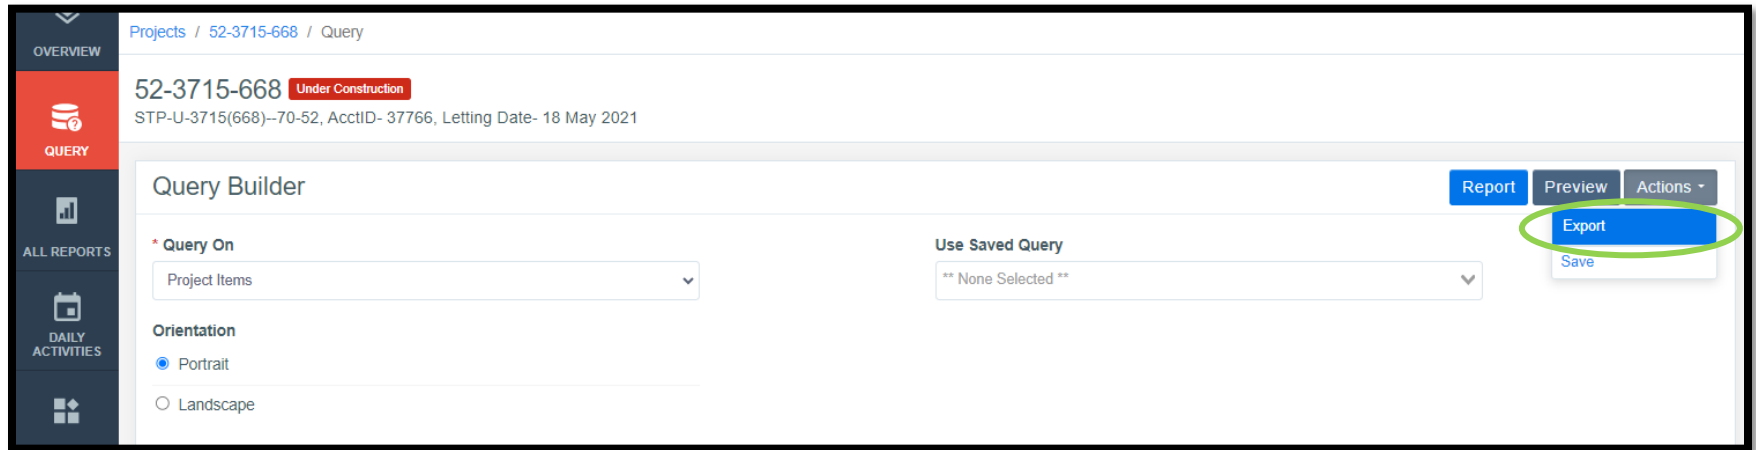 OVERVIEW
QUERY
ALL REPORTS
DAILY
ACTIVITIES
Projects / 52-3715-668 / Query
52-3715-668 Under Construction
STP-U-3715(668)--70-52, AcctID- 37766, Letting Date- 18 May 2021
Query Builder
Report Preview Actions
Export
Save
* Query On
Project Items
Use Saved Query
** None Selected **
Orientation
Portrait
Landscape